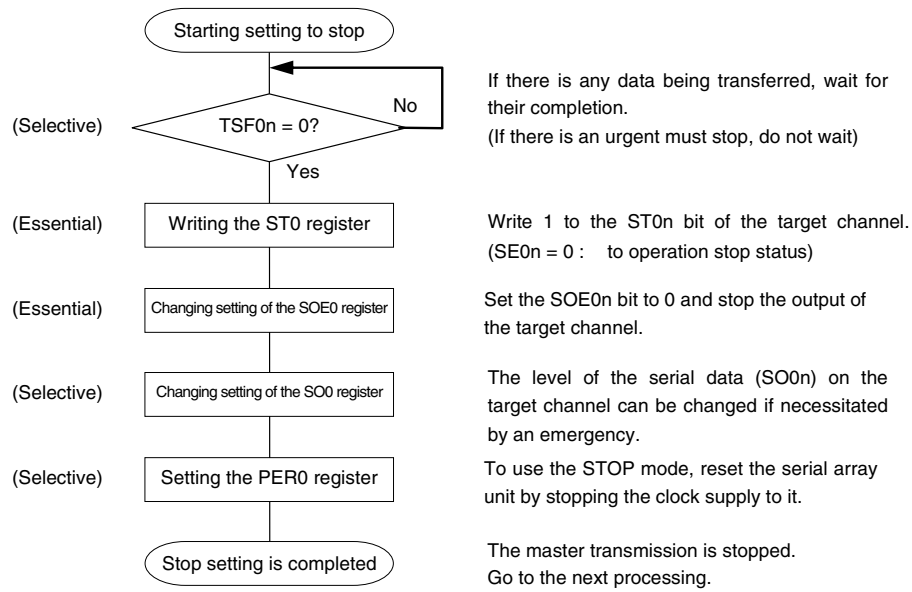 Starting setting to stop
No
(Selective)
TSF0n = 0?
If there is any data being transferred, wait for
their completion.
(If there is an urgent must stop, do not wait)
Yes
(Essential)
Writing the ST0 register
Write 1 to the ST0n bit of the target channel.
(SE0n = 0 : to operation stop status)
(Essential)
Changing setting of the SOE0 register
Set the SOE0n bit to 0 and stop the output of
the target channel.
(Selective)
Changing setting of the SO0 register
The level of the serial data (SO0n) on the
target channel can be changed if necessitated
by an emergency.
(Selective)
Setting the PER0 register
To use the STOP mode, reset the serial array
unit by stopping the clock supply to it.
Stop setting is completed
The master transmission is stopped.
Go to the next processing.